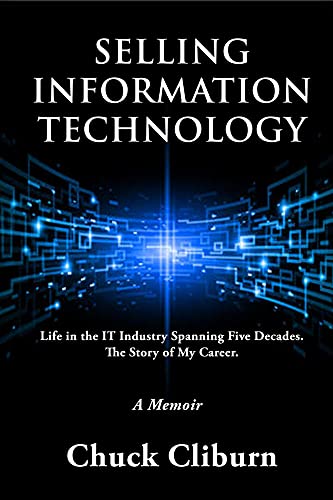 SELLING
INFORMATION
TECHNOLOGY
Life in the IT Industry Spanning Five Decades.
The Story of My Career.
A Memoir
Chuck Cliburn